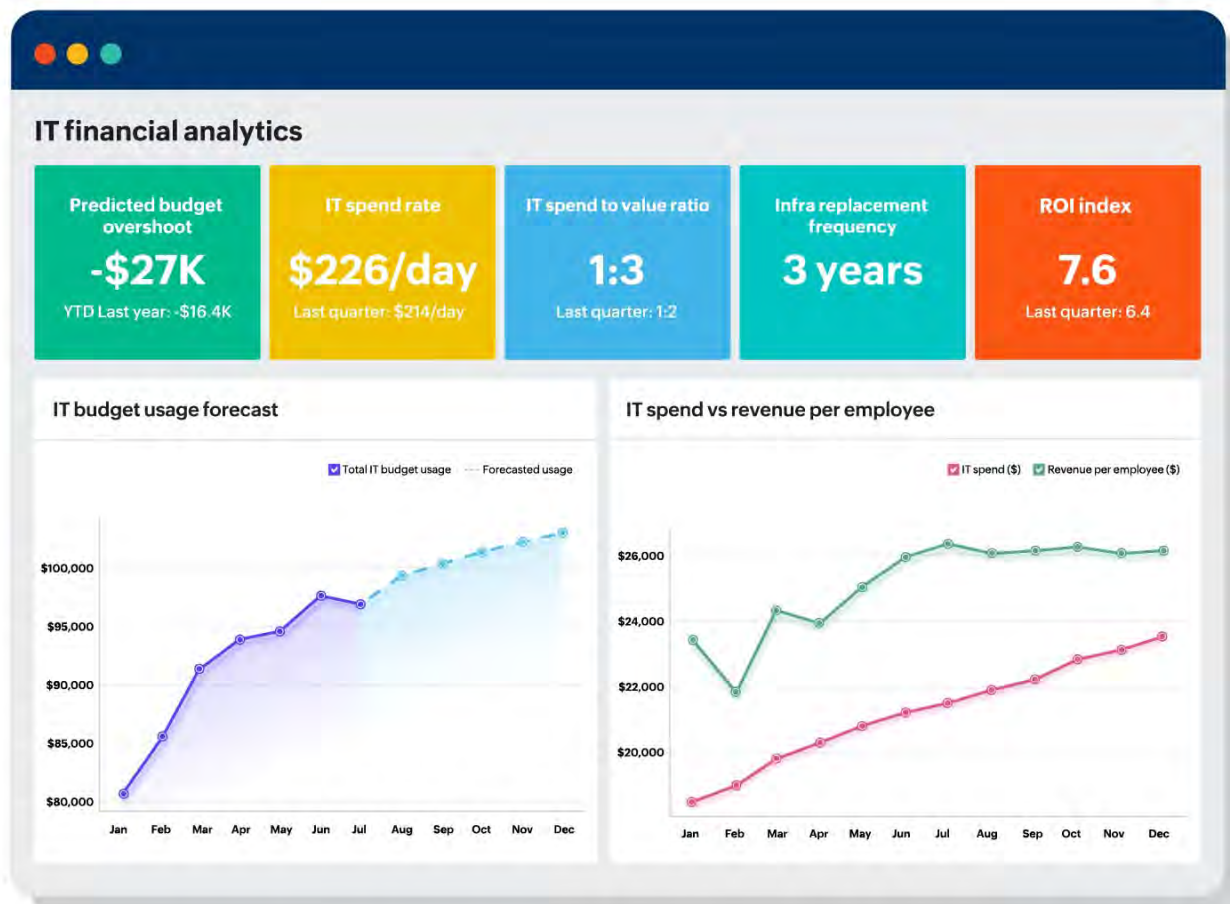 IT financial analytics
Predicted budget
overshoot
-$27K
YTD Last year: -$16.4K
IT spend rate
$226/day
Last quarter: $214/day
IT spend to value ratio
1:3
Last quarter: 1:2
Infra replacement
frequency
3 years
ROI index
7.6
Last quarter: 6.4
IT budget usage forecast
Total IT budget usage
Forecasted usage
$100,000
$95,000
$90,000
$85,000
$80,000
Jan Feb Mar Apr May Jun Jul Aug Sep Oct Nov Dec
IT spend vs revenue per employee
IT spend ($)
Revenue per employee ($)
$26,000
$24,000
$22,000
$20,000
Jan Feb Mar Apr May Jun Jul Aug Sep Oct Nov Dec